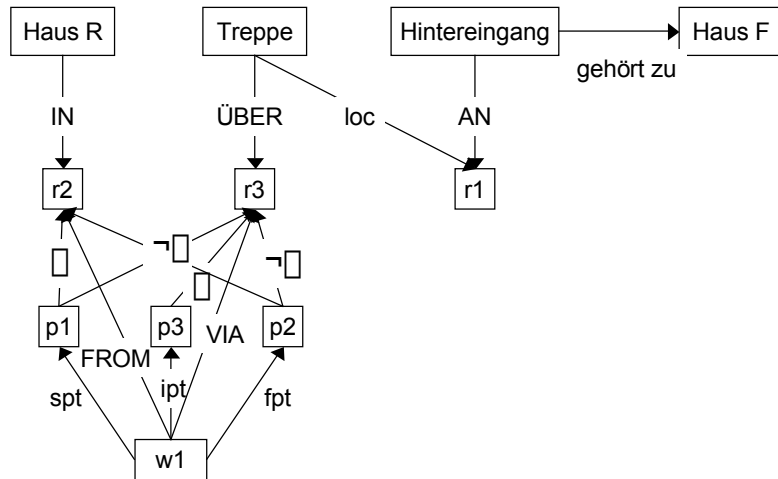 Haus R
Treppe
Hintereingang
Haus F
gehört zu
IN
ÜBER
loc
AN
r2
r3
r1
¬
¬
p1
p3
p2
FROM
VIA
spt
ipt
fpt
w1